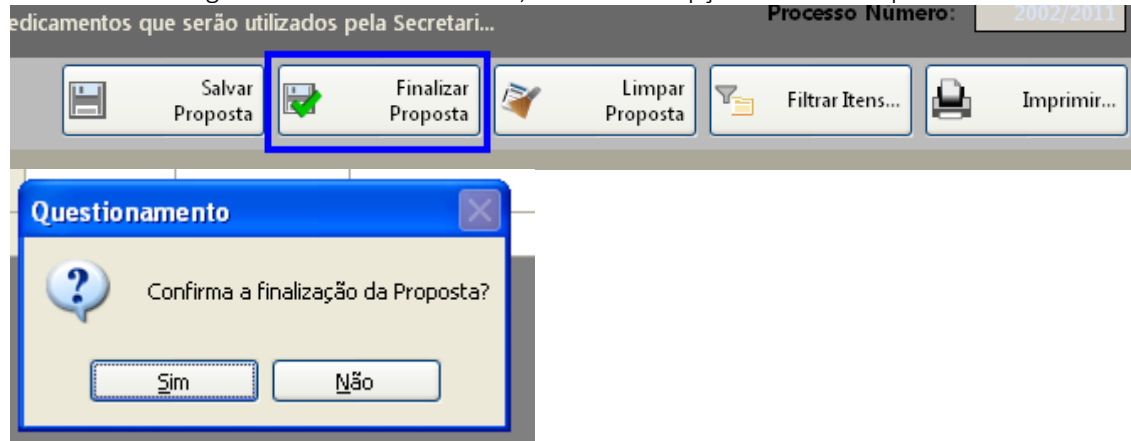 edicamentos que serão utilizados pela Secretari...
Processo Número:
2002/2011
Salvar
Proposta
Finalizar
Proposta
Limpar
Proposta
Filtrar Itens...
Imprimir...
Questionamento
Confirma a finalização da Proposta?
Sim
Não